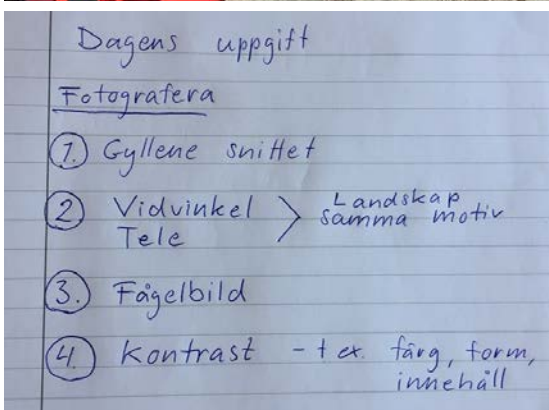 Dagens uppgift
Fotografera
1. Gyllene snittet
2 Vidvinkel > Landskap
Tele samma motiv
3. Fågelbild
4. Kontrast - t ex. färg, form,
innehåll